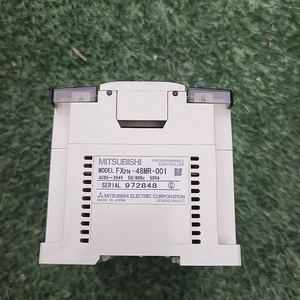 MITSUBISHI PROGRAMMABLE CONTROLLER
MODEL FX2N-48MR-001
AC85~264V 50/60Hz 60VA
SERIAL 972848
MITSUBISHI ELECTRIC CORPORATION
MADE IN JAPAN